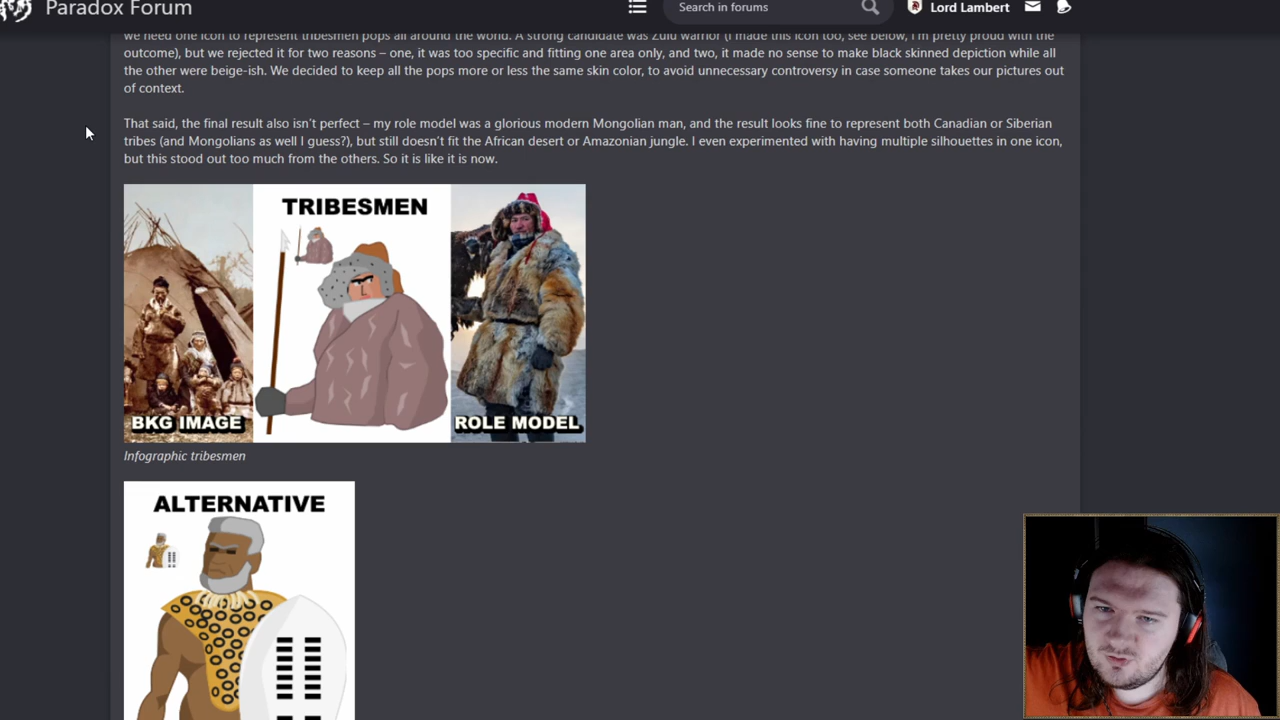 Paradox Forum
Search in forums
Lord Lambert
we need one icon to represent tribesmen pops all around the world. A strong candidate was Zulu warrior (I made this icon too, see below, I'm pretty proud with the
outcome), but we rejected it for two reasons – one, it was too specific and fitting one area only, and two, it made no sense to make black skinned depiction while all
the other were beige-ish. We decided to keep all the pops more or less the same skin color, to avoid unnecessary controversy in case someone takes our pictures out
of context.
That said, the final result also isn't perfect – my role model was a glorious modern Mongolian man, and the result looks fine to represent both Canadian or Siberian
tribes (and Mongolians as well I guess?), but still doesn't fit the African desert or Amazonian jungle. I even experimented with having multiple silhouettes in one icon,
but this stood out too much from the others. So it is like it is now.
TRIBESMEN
BKG IMAGE
ROLE MODEL
Infographic tribesmen
ALTERNATIVE